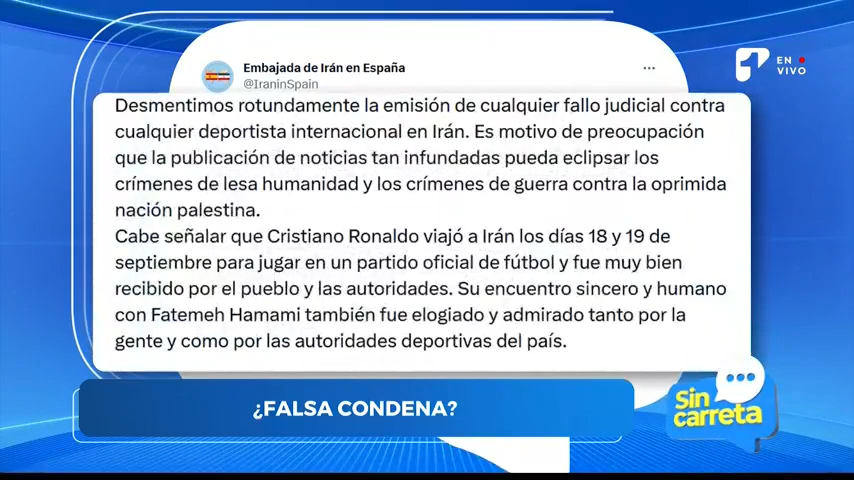 Embajada de Irán en España
@IraninSpain
EN
VIVO
Desmentimos rotundamente la emisión de cualquier fallo judicial contra
cualquier deportista internacional en Irán. Es motivo de preocupación
que la publicación de noticias tan infundadas pueda eclipsar los
crímenes de lesa humanidad y los crímenes de guerra contra la oprimida
nación palestina.
Cabe señalar que Cristiano Ronaldo viajó a Irán los días 18 y 19 de
septiembre para jugar en un partido oficial de fútbol y fue muy bien
recibido por el pueblo y las autoridades. Su encuentro sincero y humano
con Fatemeh Hamami también fue elogiado y admirado tanto por la
gente y como por las autoridades deportivas del país.
¿FALSA CONDENA?
Sin
carreta